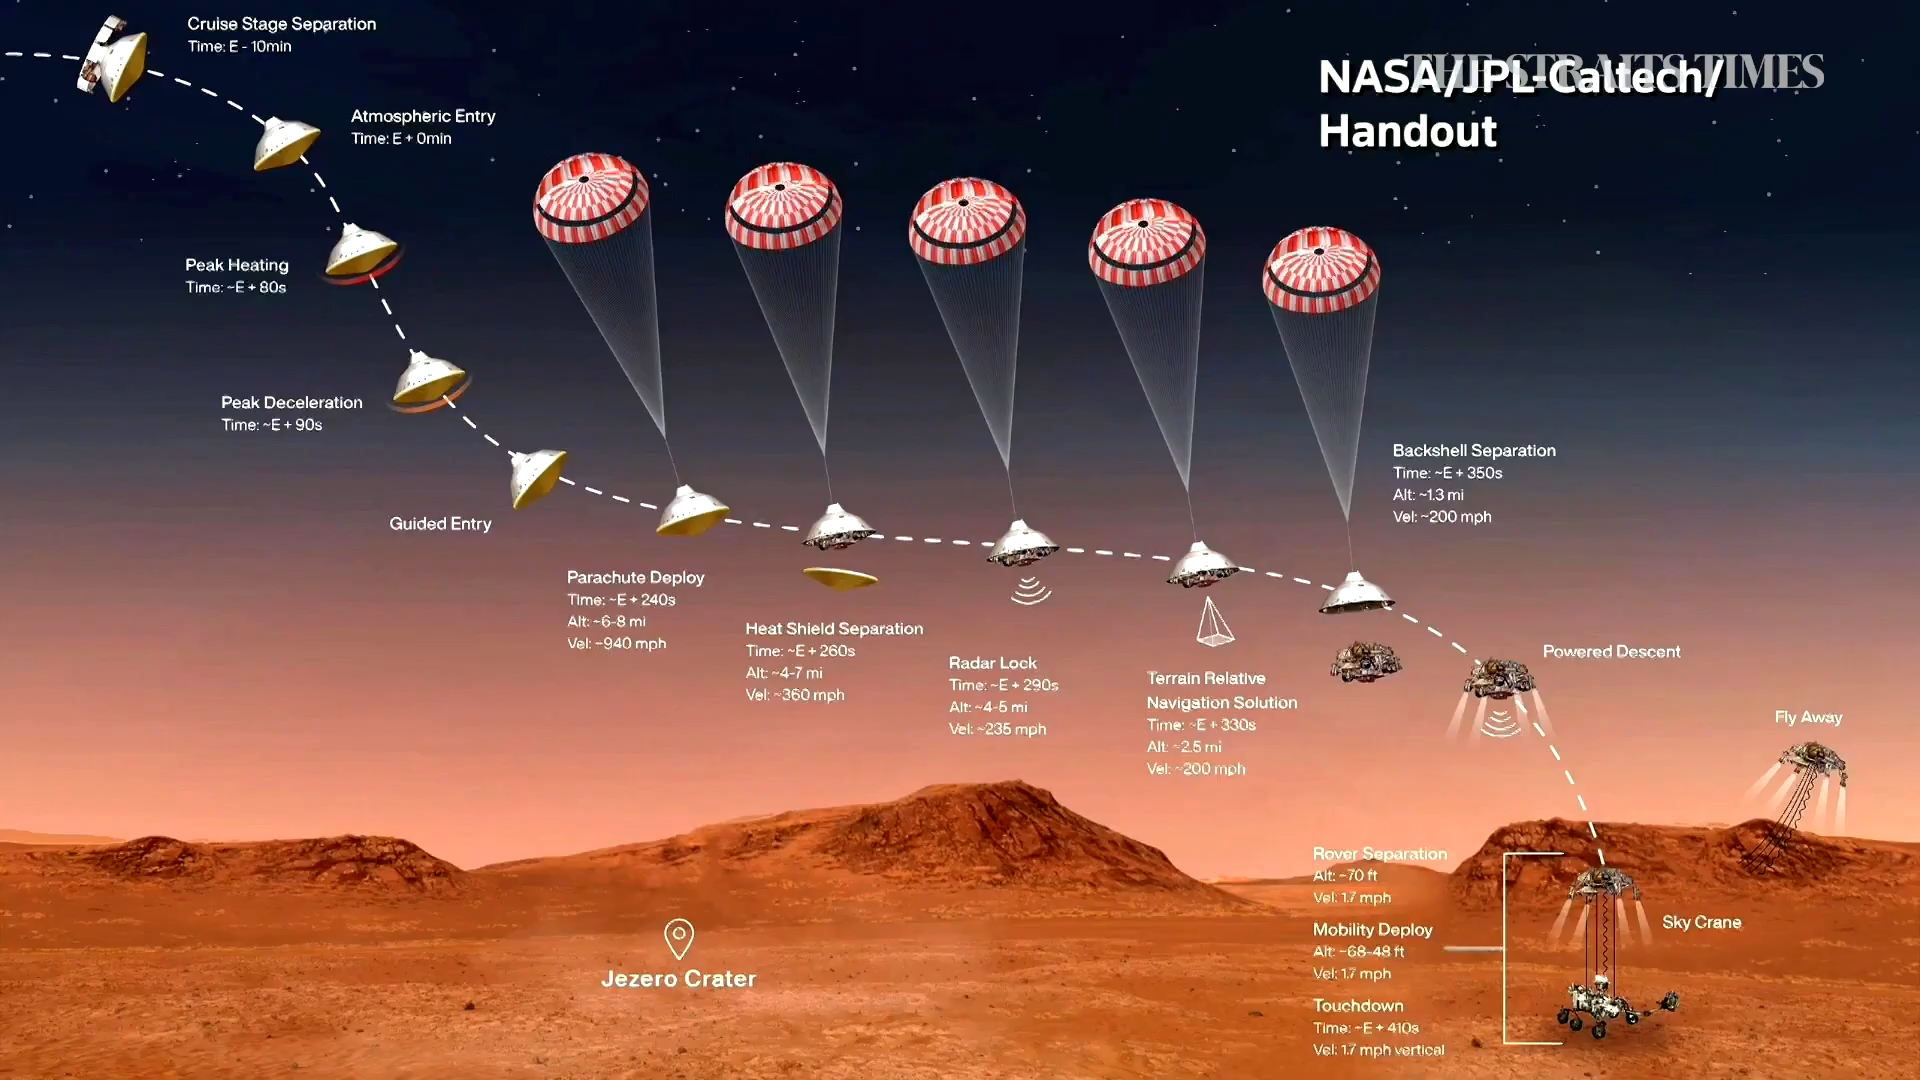 Cruise Stage Separation
Time: E - 10min
THE STRAITS TIMES
NASA/JPL-Caltech/
Handout
Atmospheric Entry
Time: E + 0min
Peak Heating
Time: ~E + 80s
Peak Deceleration
Time: ~E + 90s
Guided Entry
Parachute Deploy
Time: ~E + 240s
Alt: ~6-8 mi
Vel: ~940 mph
Heat Shield Separation
Time: ~E + 260s
Alt: ~4-7 mi
Vel: ~360 mph
Radar Lock
Time: ~E + 290s
Alt: ~4-5 mi
Vel: ~235 mph
Terrain Relative
Navigation Solution
Time: ~E + 330s
Alt: ~2.5 mi
Vel: ~200 mph
Backshell Separation
Time: ~E + 350s
Alt: ~1.3 mi
Vel: ~200 mph
Powered Descent
Fly Away
Rover Separation
Alt: ~70 ft
Vel: 1.7 mph
Mobility Deploy
Alt: ~68-48 ft
Vel: 1.7 mph
Touchdown
Time: ~E + 410s
Vel: 1.7 mph vertical
Sky Crane
Jezero Crater